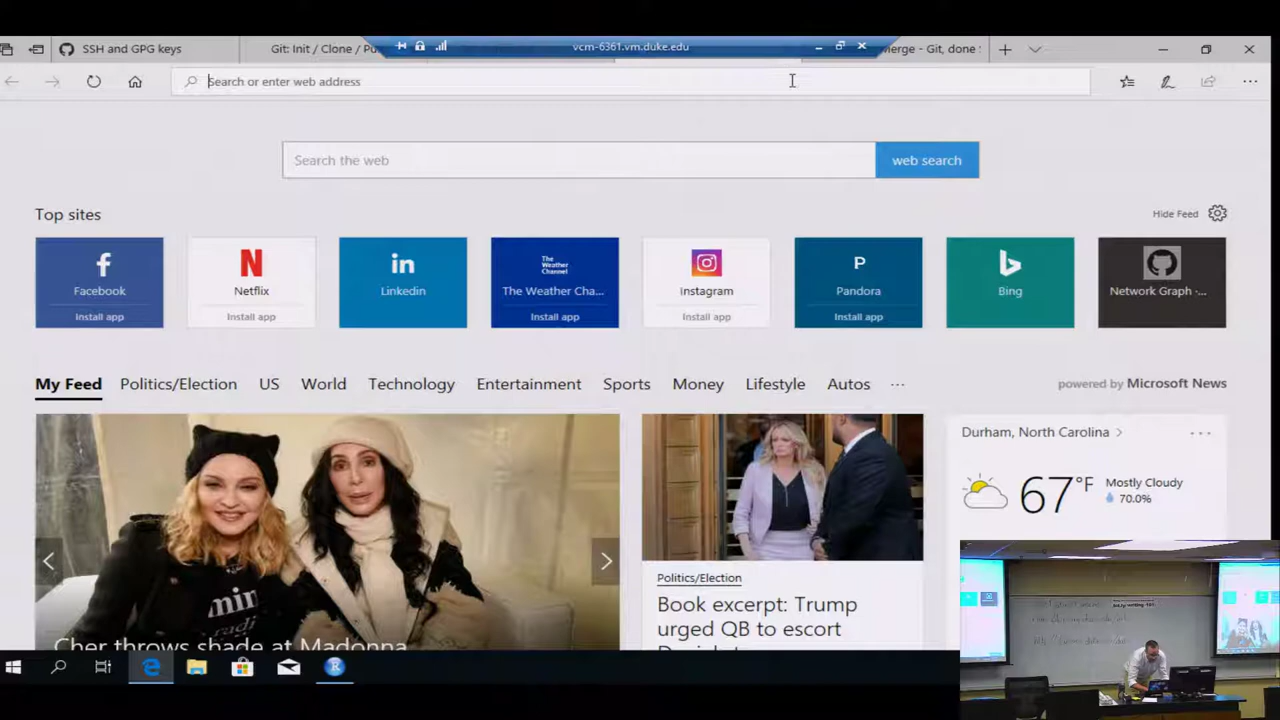 SSH and GPG keys
Git: Init / Clone / Pu
vcm-6361.vm.duke.edu
erge - Git, done
Search or enter web address
Search the web
web search
Top sites
Hide Feed
Facebook
Install app
N
Netflix
Install app
in
Linkedin
The Weather Channel
The Weather Cha...
Install app
Instagram
Install app
P
Pandora
Install app
Bing
Network Graph -...
My Feed
Politics/Election
US
World
Technology
Entertainment
Sports
Money
Lifestyle
Autos
...
powered by Microsoft News
Durham, North Carolina >
67°F
Mostly Cloudy
70.0%
Politics/Election
Book excerpt: Trump
urged QB to escort
Cher throws shade at Madonna